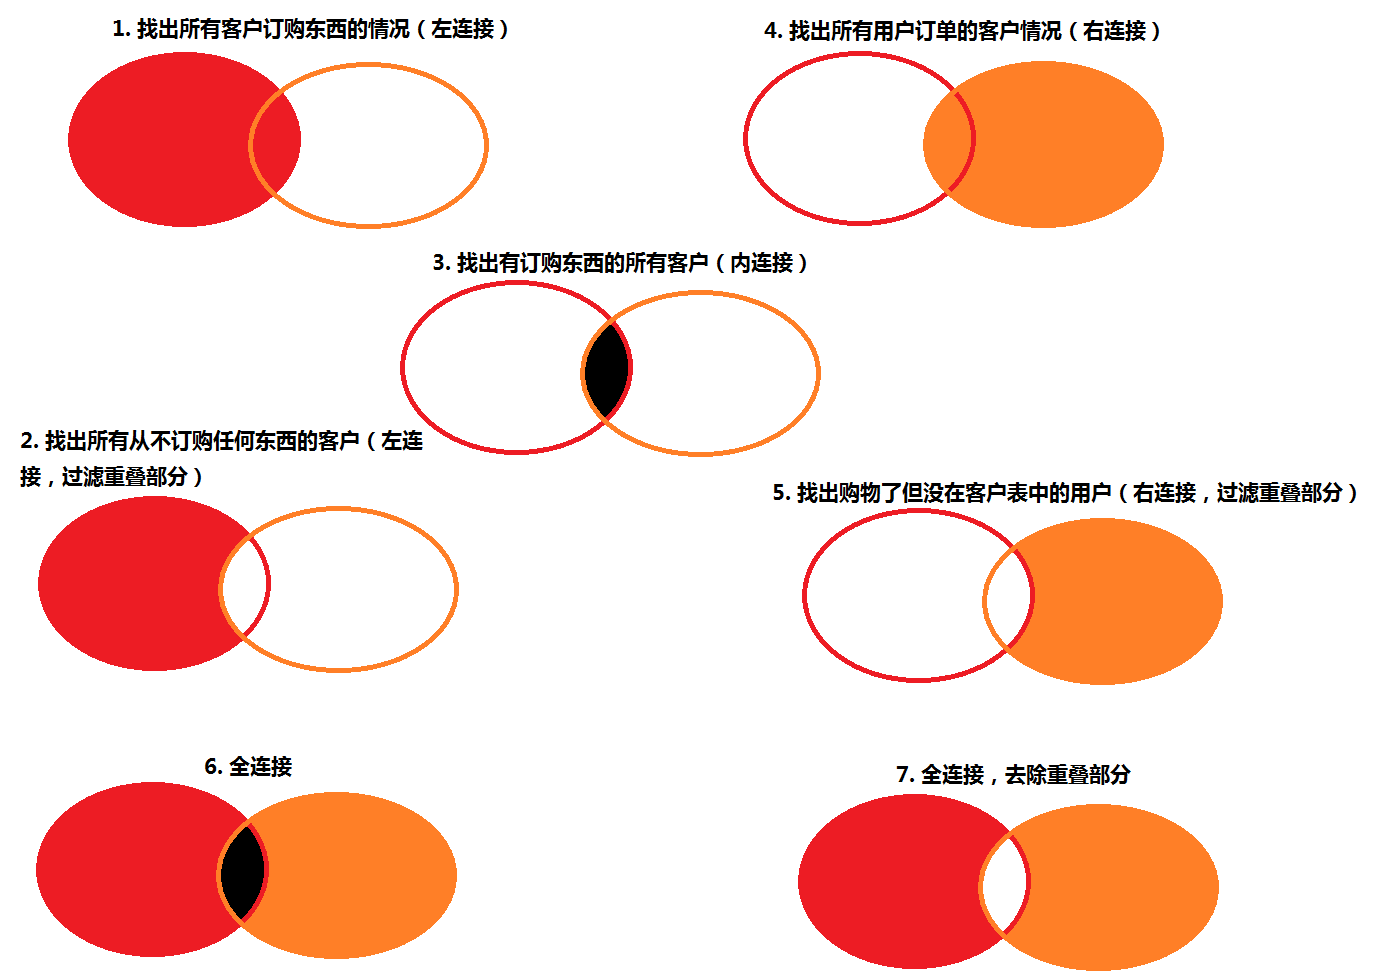 1. 找出所有客户订购东西的情况（左连接）
4. 找出所有用户订单的客户情况（右连接）
3. 找出有订购东西的所有客户（内连接）
2. 找出所有从不订购任何东西的客户（左连
接，过滤重叠部分）
5. 找出购物了但没在客户表中的用户（右连接，过滤重叠部分）
6. 全连接
7. 全连接，去除重叠部分